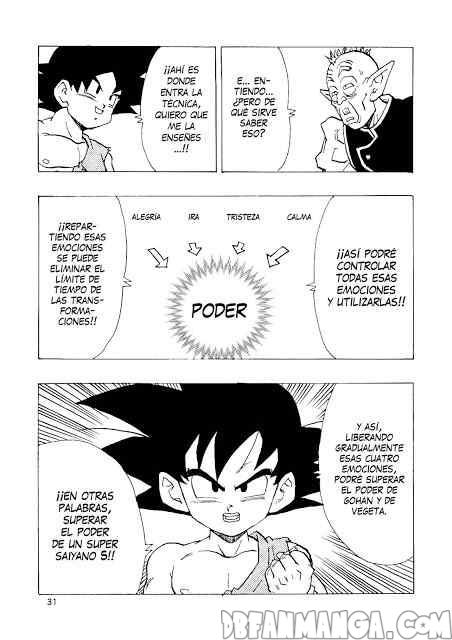 E... EN-
TIENDO...
¿PERO DE
QUE SIRVE
SABER
ESO?
¡¡AHÍ ES
DONDE
ENTRA LA
TÉCNICA,
QUIERO QUE
ME LA
ENSEÑES
...!!
¡¡ASÍ PODRÉ
CONTROLAR
TODAS ESAS
EMOCIONES
Y UTILIZARLAS!!
ALEGRÍA IRA TRISTEZA CALMA
PODER
¡¡REPAR-
TIENDO ESAS
EMOCIONES
SE PUEDE
ELIMINAR EL
LÍMITE DE
TIEMPO DE
LAS TRANS-
FORMA-
CIONES!!
Y ASÍ,
LIBERANDO
GRADUALMENTE
ESAS CUATRO
EMOCIONES,
PODRÉ SUPERAR
EL PODER DE
GOHAN Y DE
VEGETA.
¡¡EN OTRAS
PALABRAS,
SUPERAR
EL PODER
DE UN SUPER
SAIYANO 5!!
31
DBFANMANGA.COM